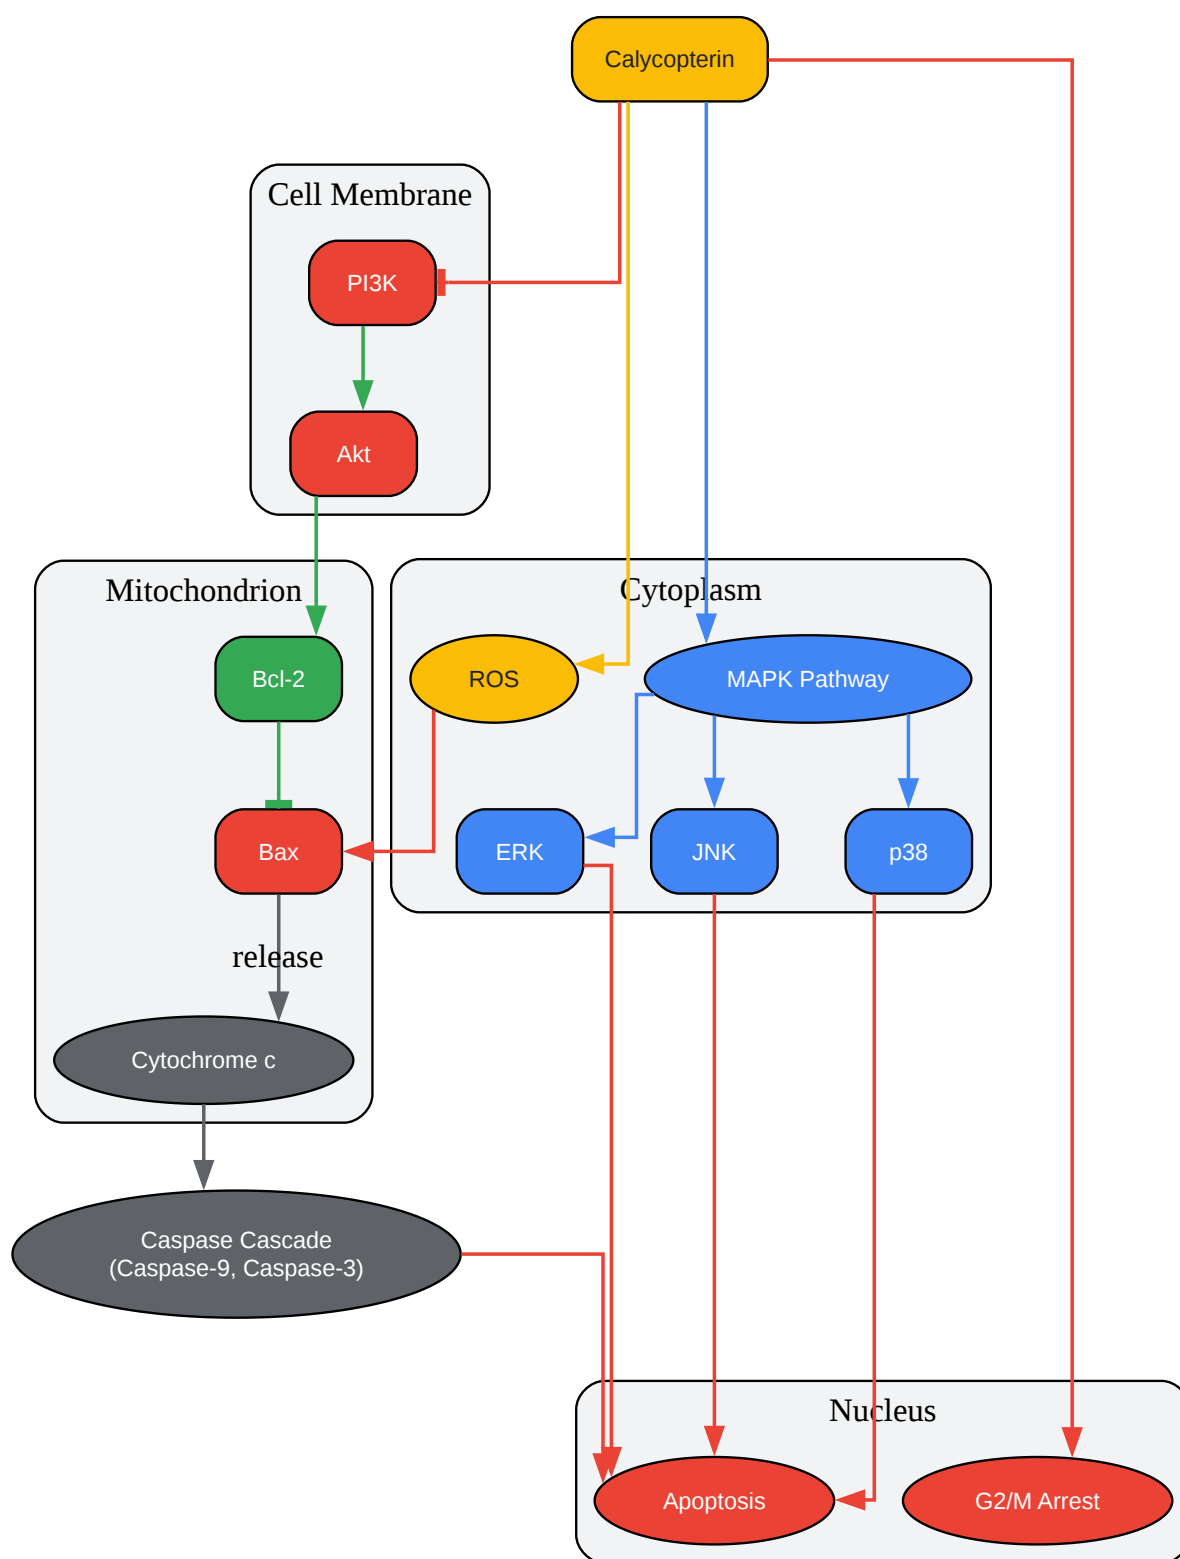 Calycopterin
Cell Membrane
PI3K
Akt
Mitochondrion
Cytoplasm
Bcl-2
ROS
MAPK Pathway
Bax
ERK
JNK
p38
release
Cytochrome c
Caspase Cascade
(Caspase-9, Caspase-3)
Nucleus
Apoptosis
G2/M Arrest